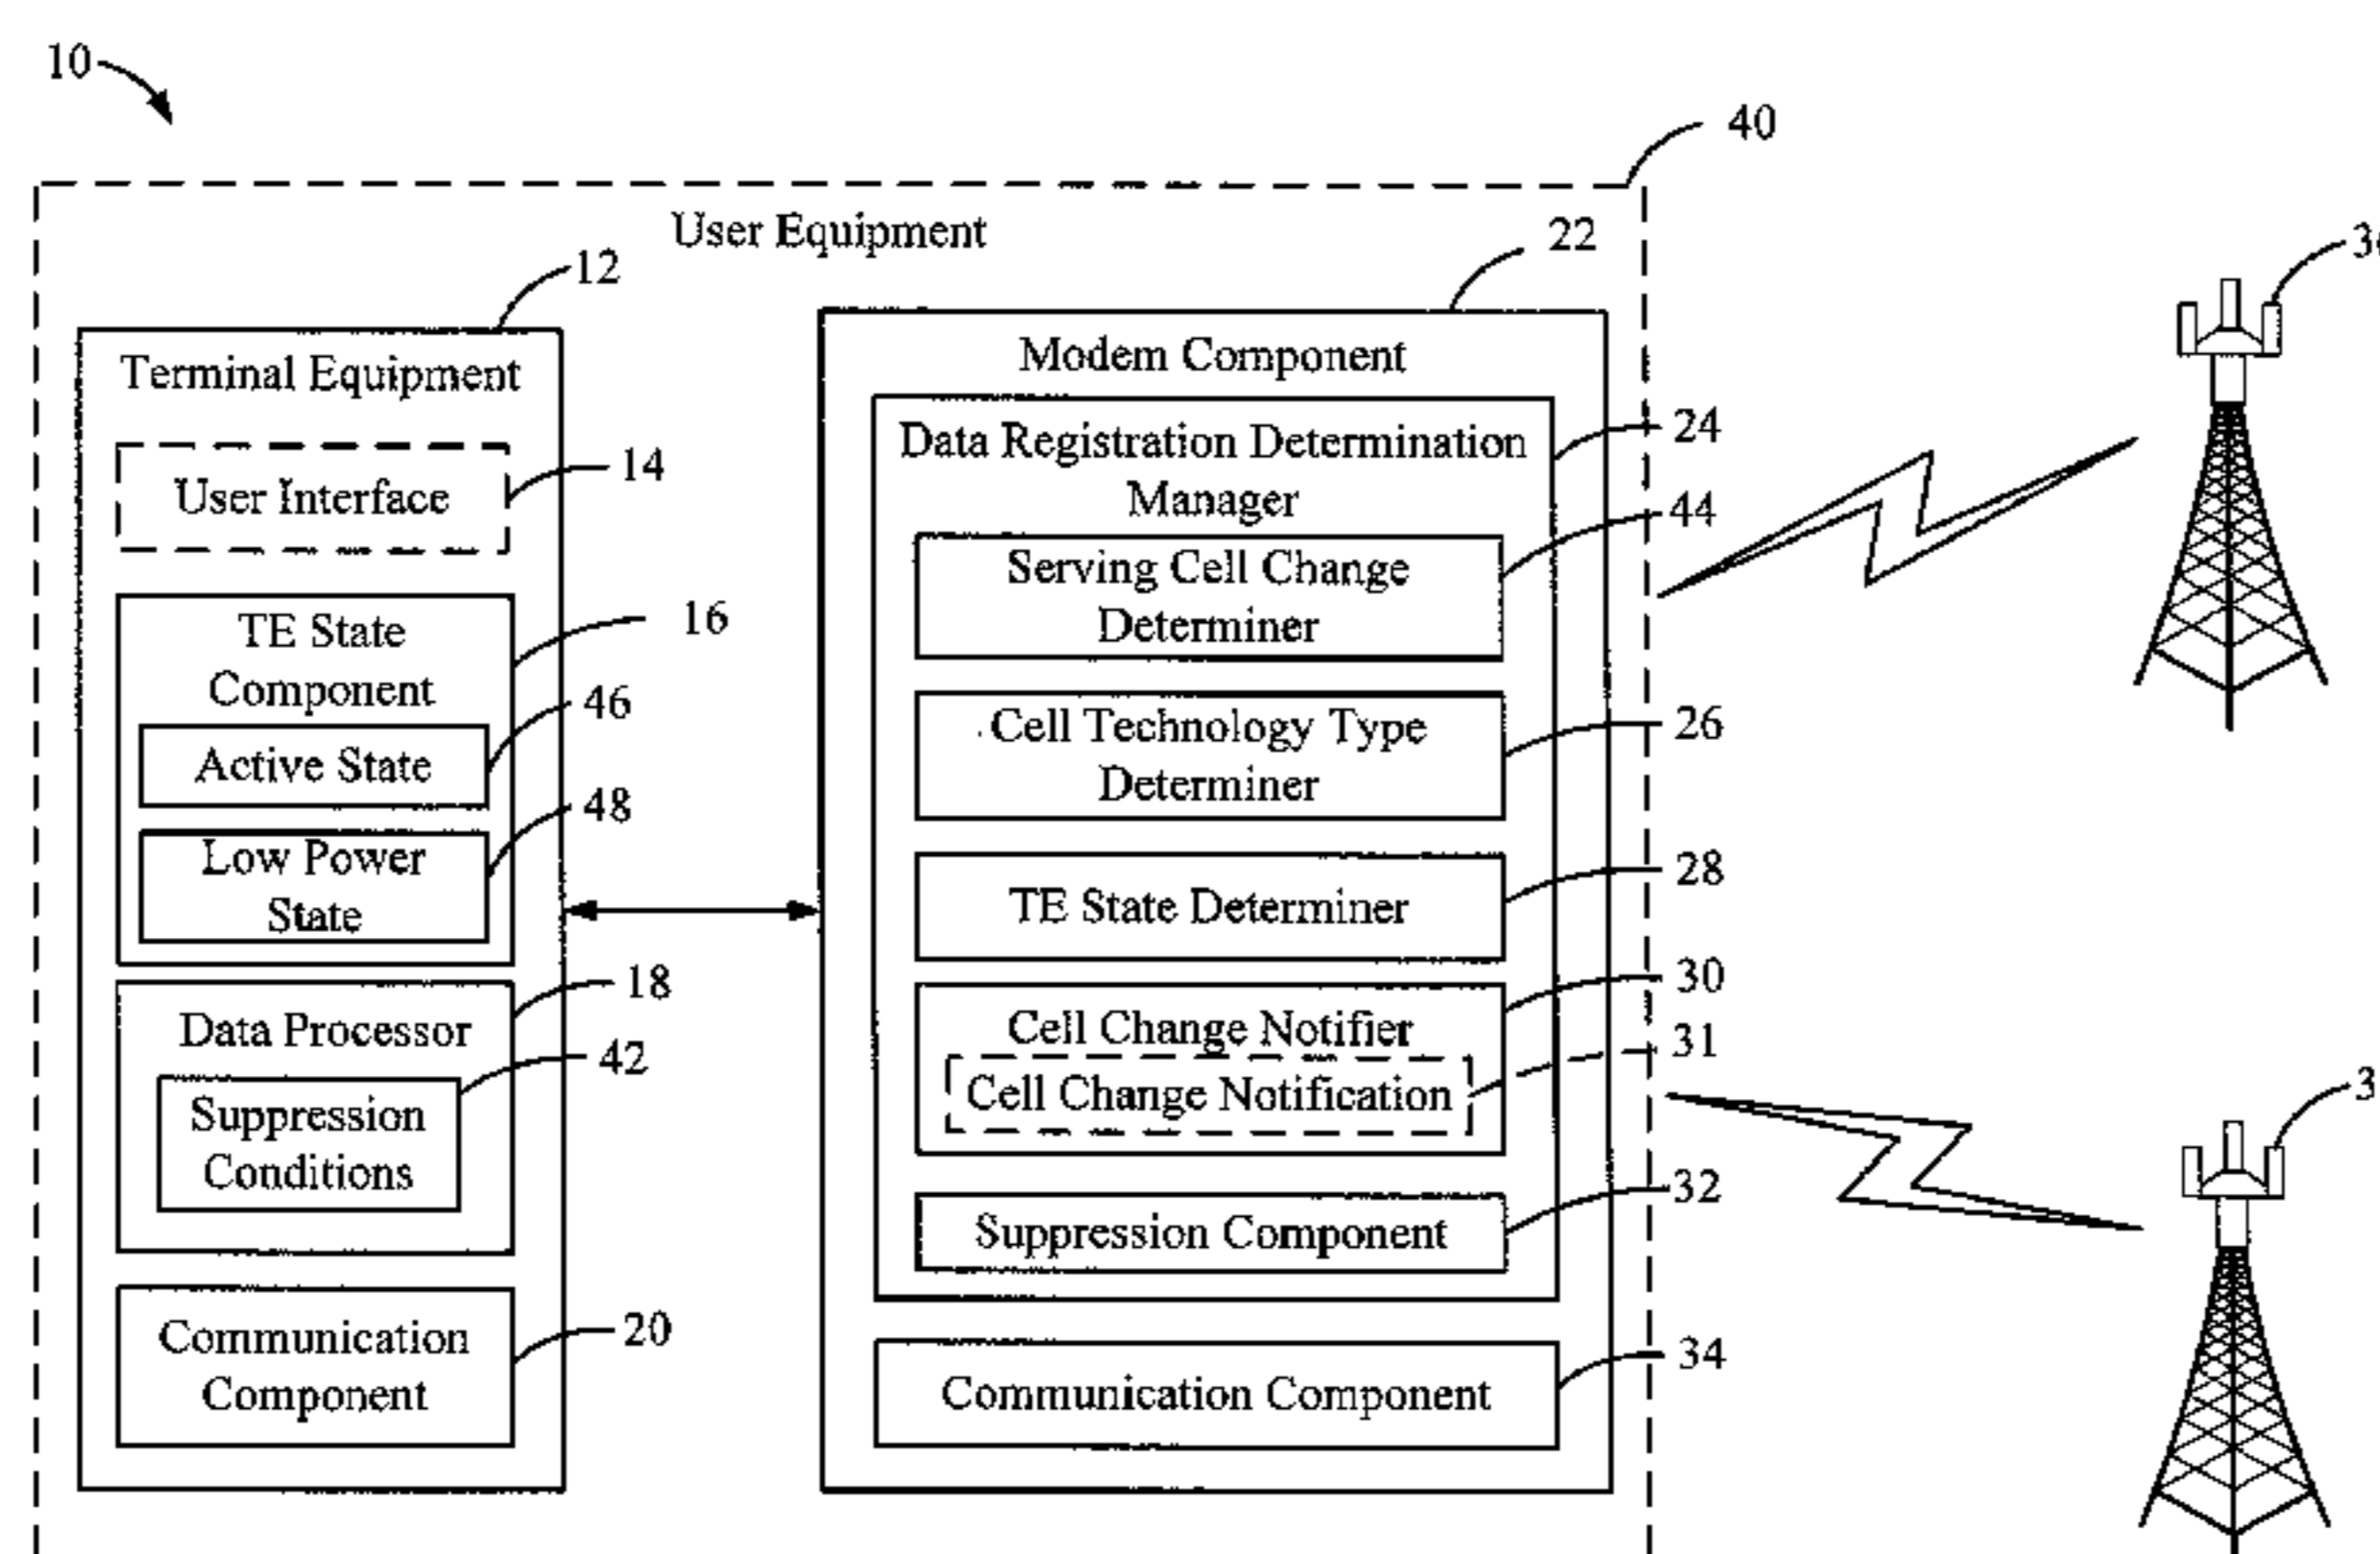 10
40
User Equipment
12
22
Terminal Equipment
User Interface
14
TE State
Component
16
Active State
46
Low Power
State
48
Data Processor
18
Suppression
Conditions
42
Communication
Component
20
Modem Component
Data Registration Determination
Manager
24
Serving Cell Change
Determiner
44
Cell Technology Type
Determiner
26
TE State Determiner
28
Cell Change Notifier
30
Cell Change Notification
31
Suppression Component
32
Communication Component
34